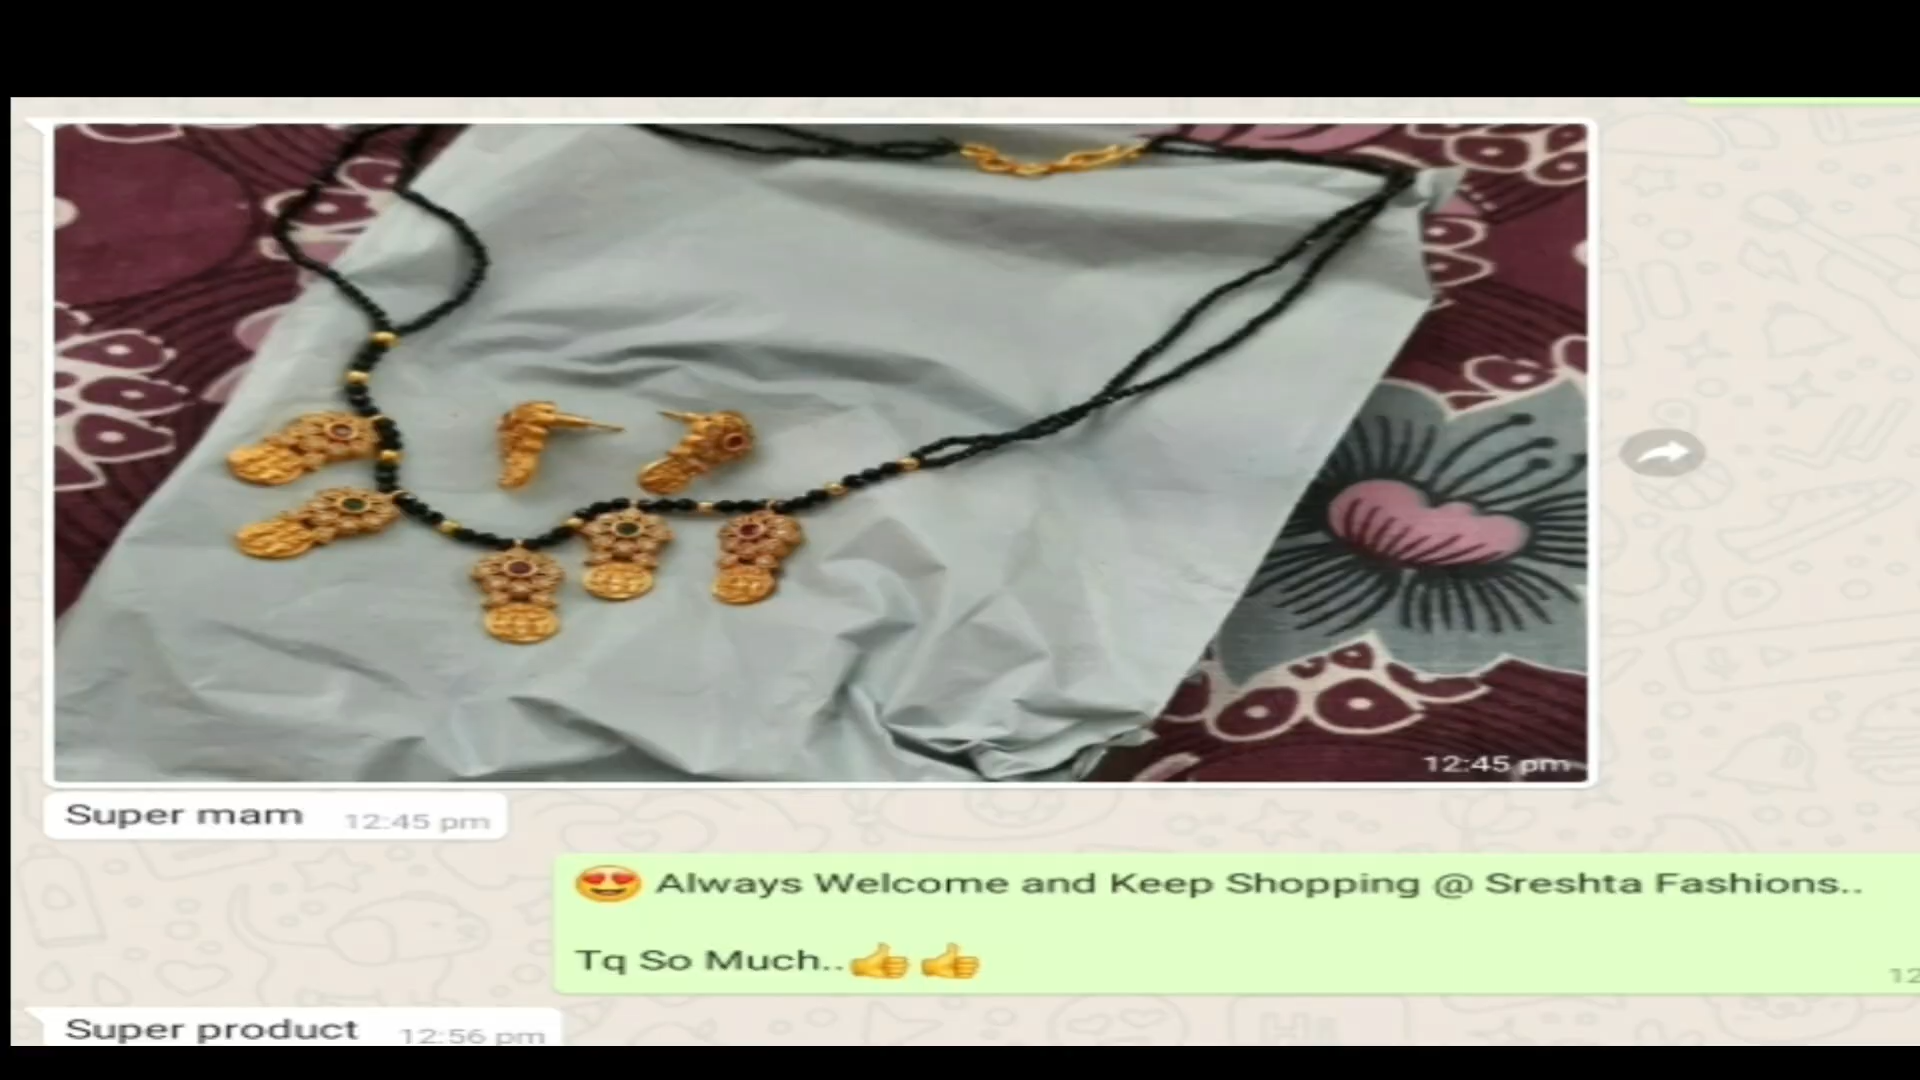 12:45 pm
Super mam 12:45 pm
😍 Always Welcome and Keep Shopping @ Sreshta Fashions..
Tq So Much..👍👍
12
Super product 12:56 pm